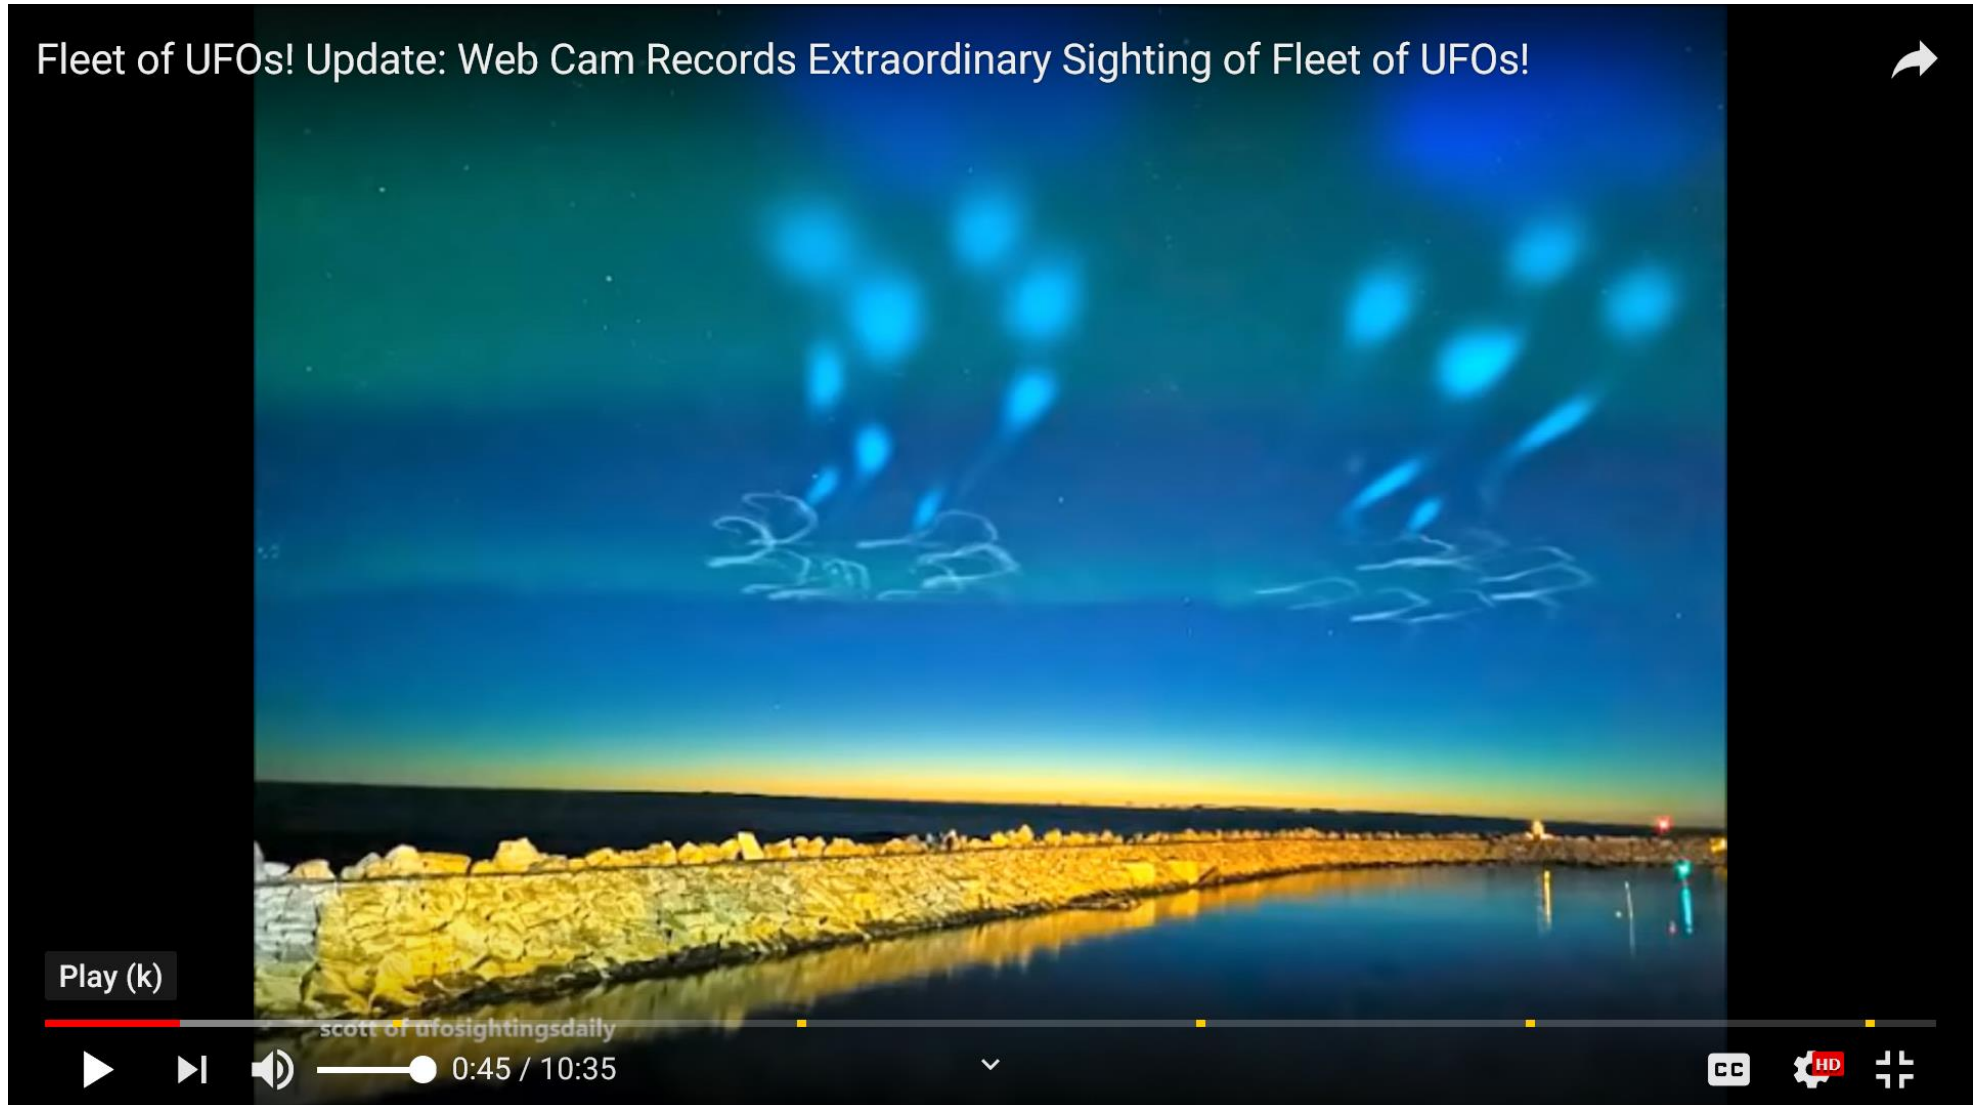 Fleet of UFOs! Update: Web Cam Records Extraordinary Sighting of Fleet of UFOs!
Play (k)
scott of ufosightingsdaily
0:45 / 10:35
CC
HD